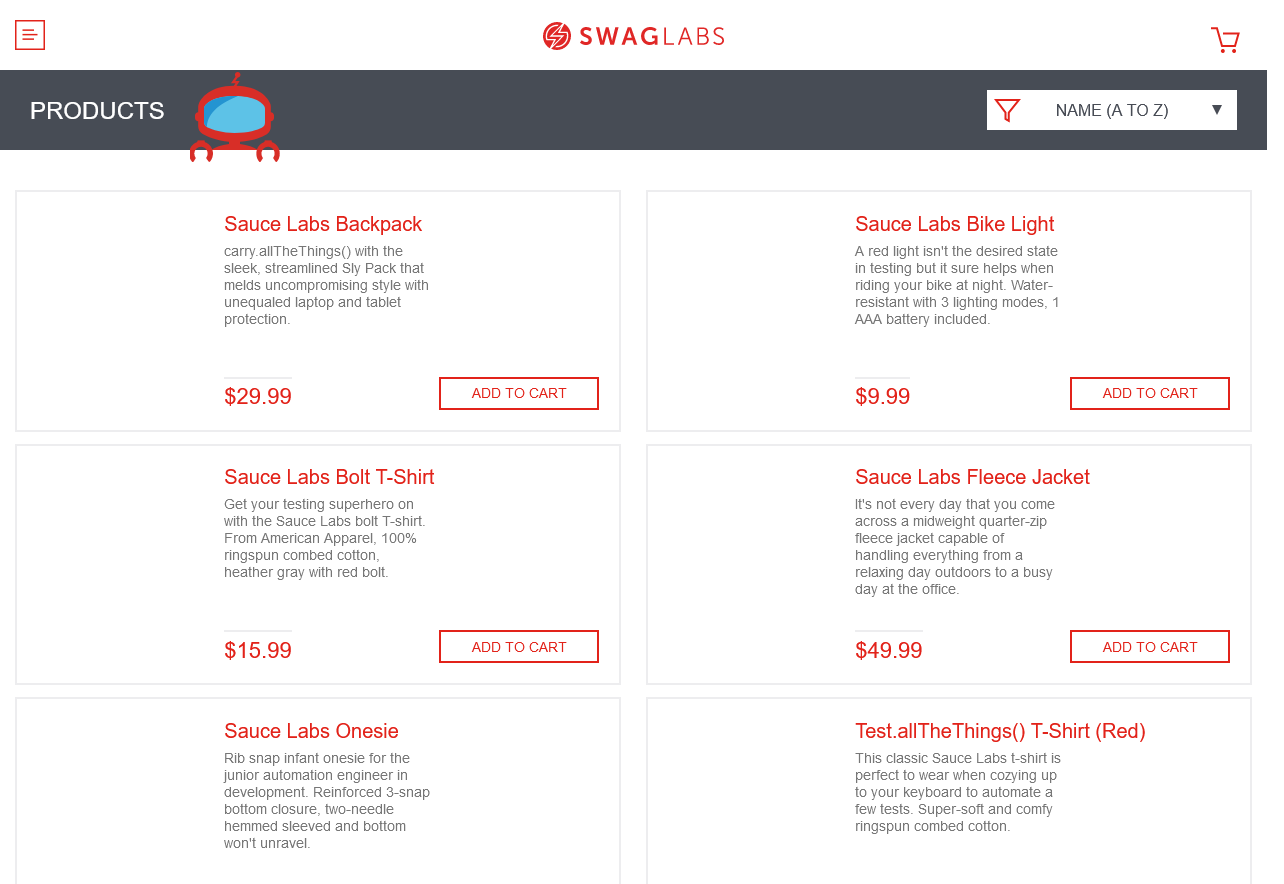 SWAGLABS
PRODUCTS
NAME (A TO Z)
Sauce Labs Backpack
carry.allTheThings() with the
sleek, streamlined Sly Pack that
melds uncompromising style with
unequaled laptop and tablet
protection.
$29.99
ADD TO CART
Sauce Labs Bike Light
A red light isn't the desired state
in testing but it sure helps when
riding your bike at night. Water-
resistant with 3 lighting modes, 1
AAA battery included.
$9.99
ADD TO CART
Sauce Labs Bolt T-Shirt
Get your testing superhero on
with the Sauce Labs bolt T-shirt.
From American Apparel, 100%
ringspun combed cotton,
heather gray with red bolt.
$15.99
ADD TO CART
Sauce Labs Fleece Jacket
It's not every day that you come
across a midweight quarter-zip
fleece jacket capable of
handling everything from a
relaxing day outdoors to a busy
day at the office.
$49.99
ADD TO CART
Sauce Labs Onesie
Rib snap infant onesie for the
junior automation engineer in
development. Reinforced 3-snap
bottom closure, two-needle
hemmed sleeved and bottom
won't unravel.
Test.allTheThings() T-Shirt (Red)
This classic Sauce Labs t-shirt is
perfect to wear when cozying up
to your keyboard to automate a
few tests. Super-soft and comfy
ringspun combed cotton.